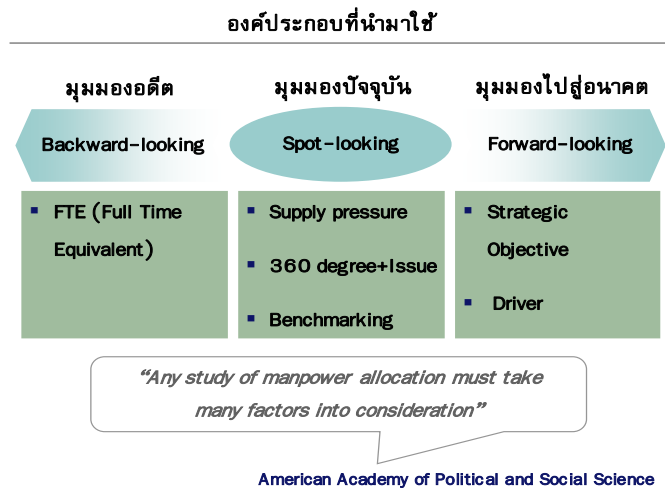 องค์ประกอบที่นำมาใช้
มุมมองอดีต
Backward-looking
FTE (Full Time
Equivalent)
มุมมองปัจจุบัน
Spot-looking
Supply pressure
360 degree+Issue
Benchmarking
มุมมองไปสู่อนาคต
Forward-looking
Strategic
Objective
Driver
“Any study of manpower allocation must take
many factors into consideration”
American Academy of Political and Social Science